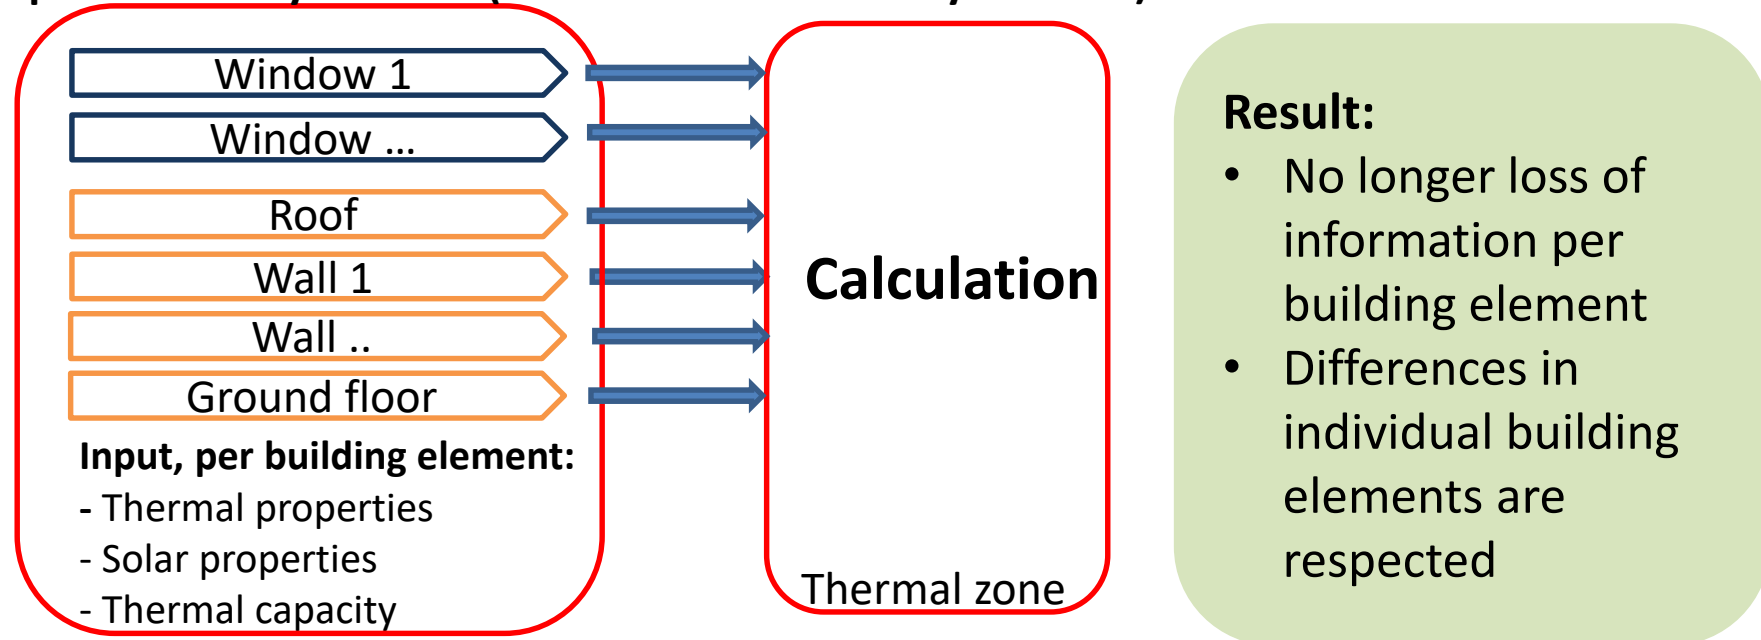 Window 1
Window ...
Roof
Wall 1
Wall ..
Ground floor
Input, per building element:
- Thermal properties
- Solar properties
- Thermal capacity
Calculation
Thermal zone
Result:
• No longer loss of
information per
building element
• Differences in
individual building
elements are
respected